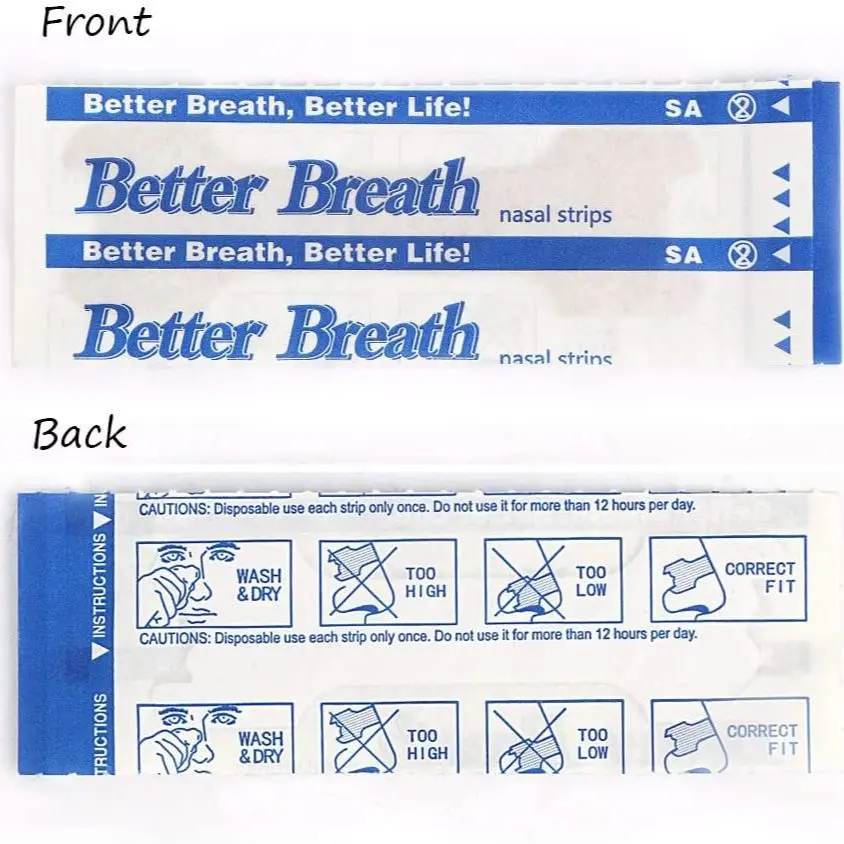 Front
Better Breath, Better Life! SA
Better Breath nasal strips
Better Breath, Better Life! SA
Better Breath nasal strips
Back
CAUTIONS: Disposable use each strip only once. Do not use it for more than 12 hours per day.
INSTRUCTIONS
WASH
& DRY
TOO
HIGH
TOO
LOW
CORRECT
FIT
CAUTIONS: Disposable use each strip only once. Do not use it for more than 12 hours per day.
TRUCTIONS
WASH
& DRY
TOO
HIGH
TOO
LOW
CORRECT
FIT